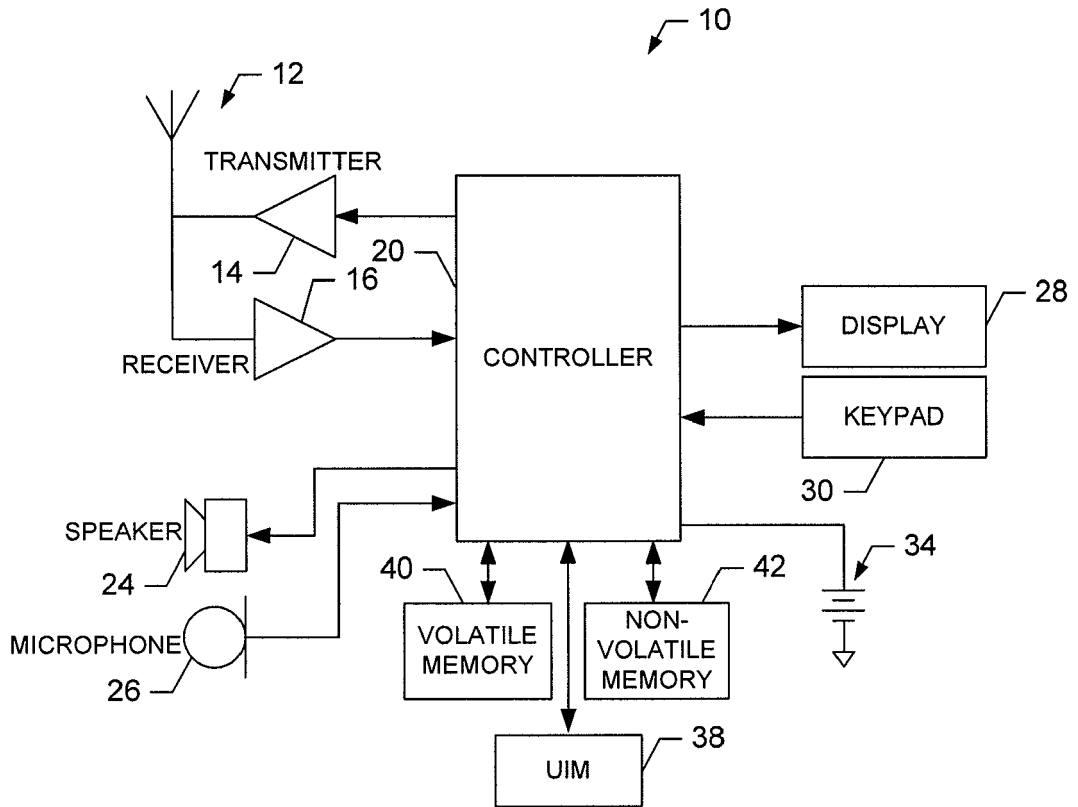 10
12
TRANSMITTER
14
20
16
RECEIVER
CONTROLLER
28
DISPLAY
KEYPAD
30
SPEAKER
24
MICROPHONE
26
40
VOLATILE
MEMORY
42
NON-
VOLATILE
MEMORY
34
UIM
38